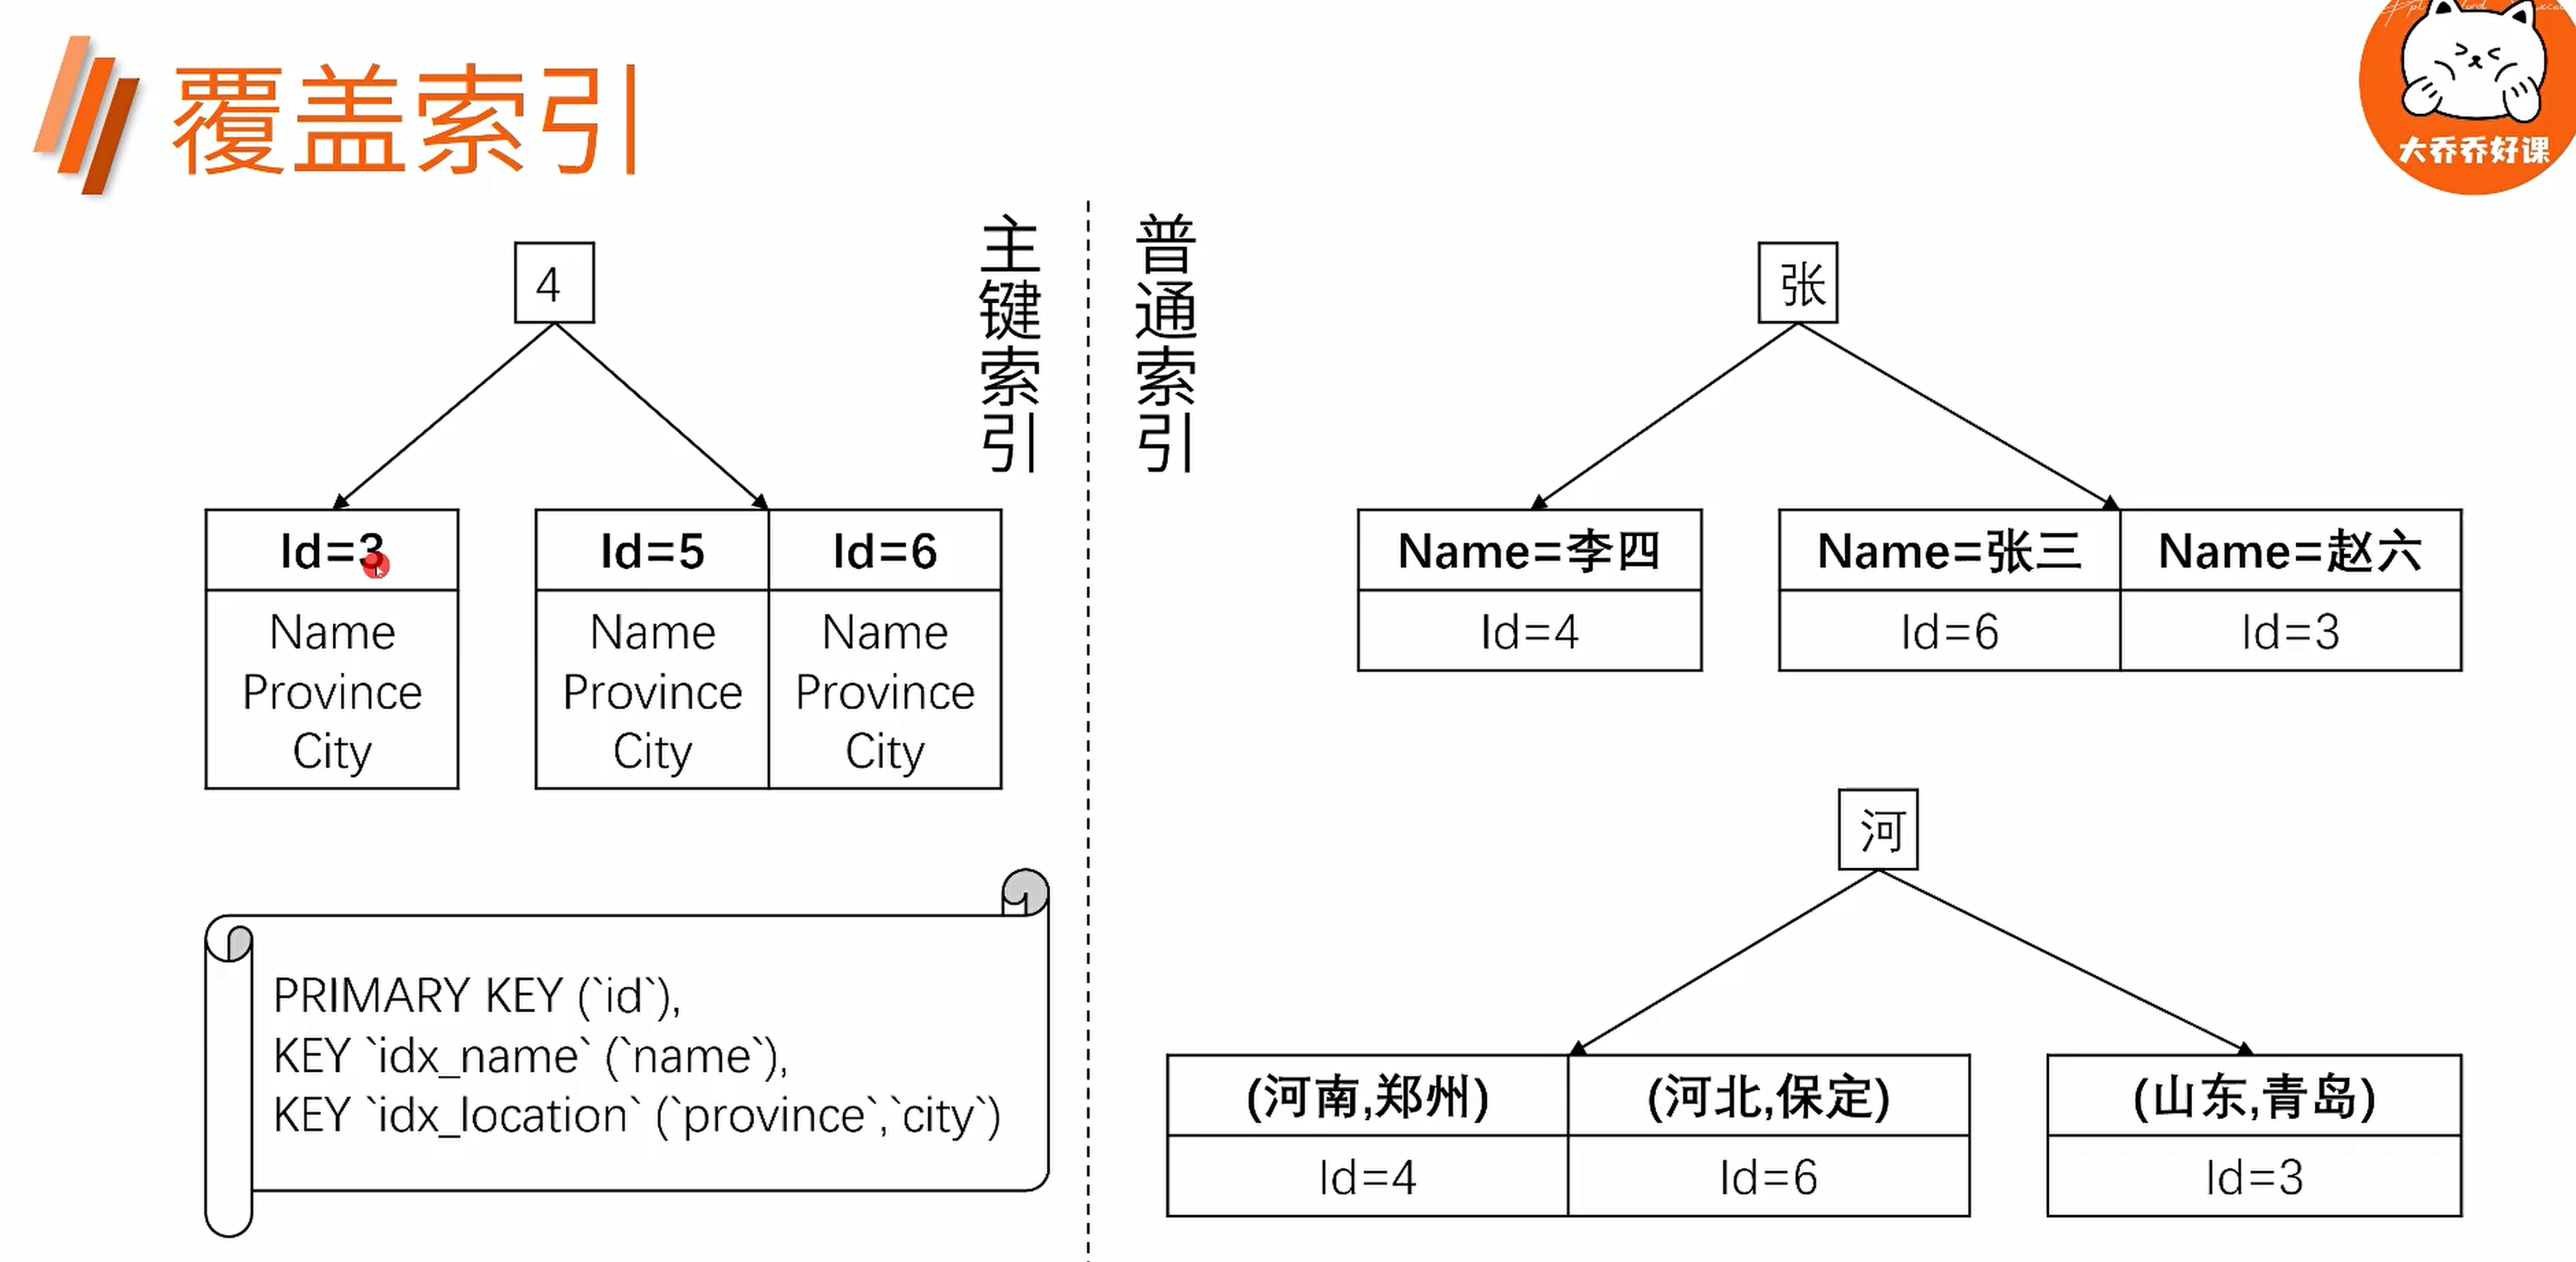 覆盖索引
大乔乔好课
主键索引
普通索引
4
Id=3
Name
Province
City
Id=5
Name
Province
City
Id=6
Name
Province
City
PRIMARY KEY (`id`),
KEY `idx_name` (`name`),
KEY `idx_location` (`province`,`city`)
张
Name=李四
Id=4
Name=张三
Id=6
Name=赵六
Id=3
河
(河南,郑州)
Id=4
(河北,保定)
Id=6
(山东,青岛)
Id=3